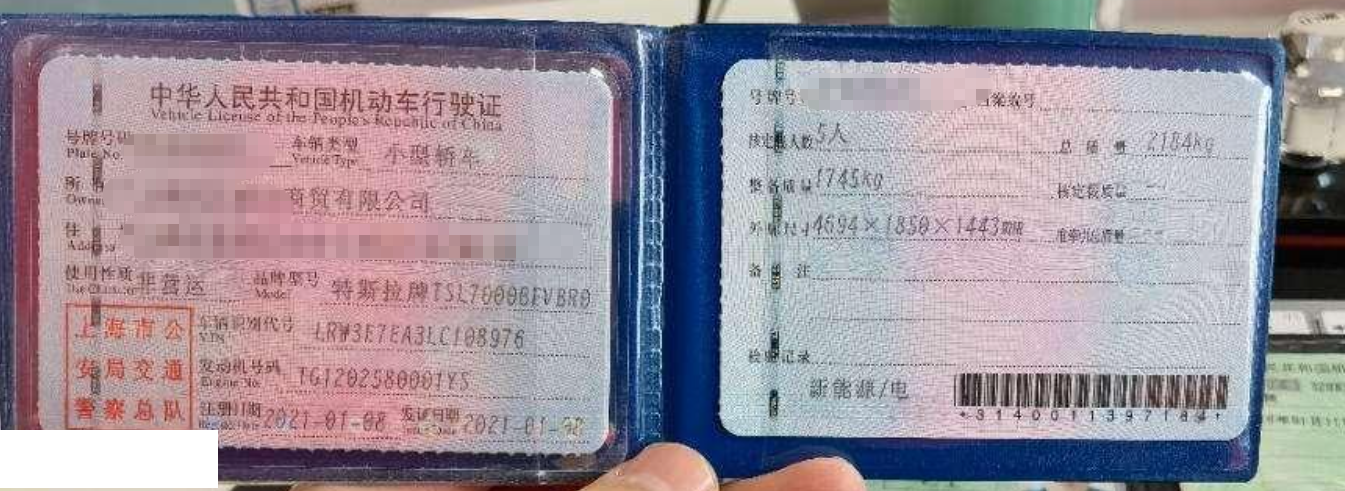 中华人民共和国机动车行驶证
Vehicle License of the People's Republic of China
号牌号码 车辆类型 小型轿车
Plate No. Vehicle Type
所
商贸有限公司
Owner
住
Address
使用性质 非营运 品牌型号 特斯拉牌TSL7000BEVBR0
Use Character Model
上海市公
安局交通
警察总队
车辆识别代号 LRW3E7EA3LC108976
VIN
发动机号码 TG1202580001YS
Engine No.
注册日期 2021-01-08 发证日期 2021-01-08
号牌号 档案编号
核定载人数 5人 总质量 2184kg
整备质量 1745kg 核定载质量 --
外廓尺寸 4694×1850×1443mm 准牵引总质量 --
备注
检验记录
新能源/电
*3140011397184*